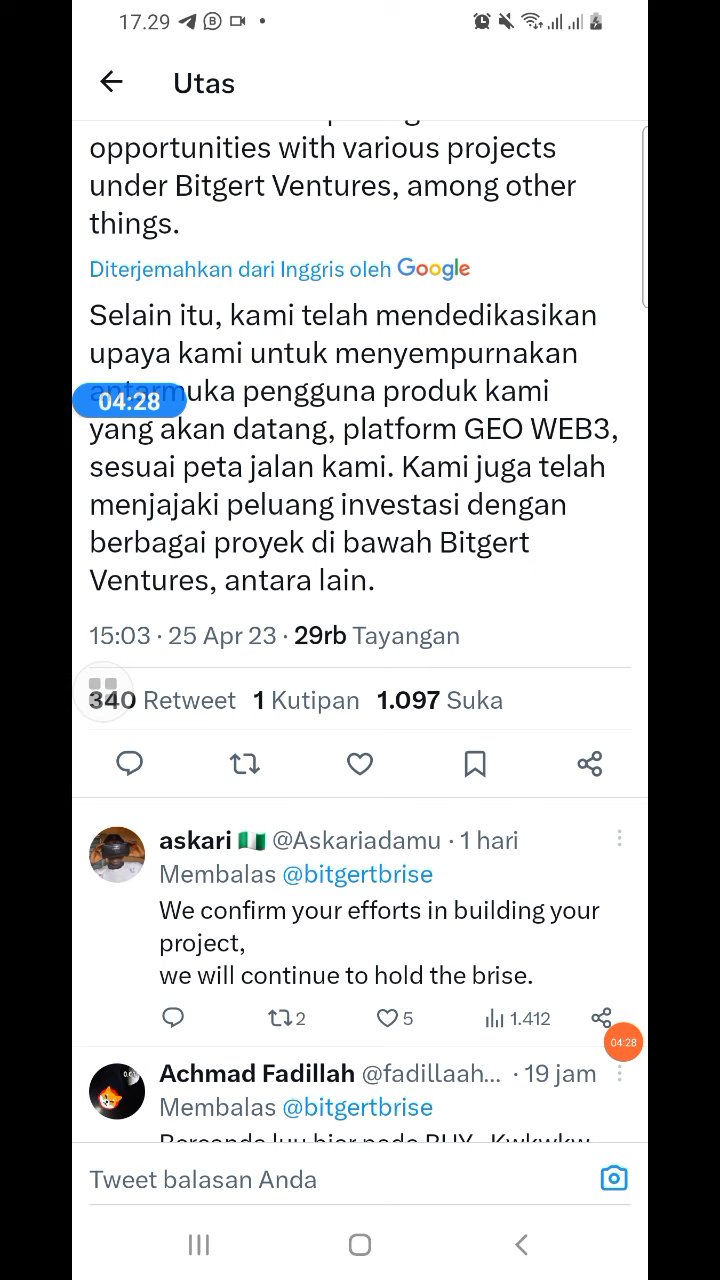 17.29
Utas
opportunities with various projects
under Bitgert Ventures, among other
things.
Diterjemahkan dari Inggris oleh Google
Selain itu, kami telah mendedikasikan
upaya kami untuk menyempurnakan
antarmuka pengguna produk kami
04:28
yang akan datang, platform GEO WEB3,
sesuai peta jalan kami. Kami juga telah
menjajaki peluang investasi dengan
berbagai proyek di bawah Bitgert
Ventures, antara lain.
15:03 · 25 Apr 23 · 29rb Tayangan
340 Retweet 1 Kutipan 1.097 Suka
askari 🇳🇬 @Askariadamu · 1 hari
Membalas @bitgertbrise
We confirm your efforts in building your
project,
we will continue to hold the brise.
2 5 1.412
04:28
Achmad Fadillah @fadillaah... · 19 jam
Membalas @bitgertbrise
Tweet balasan Anda